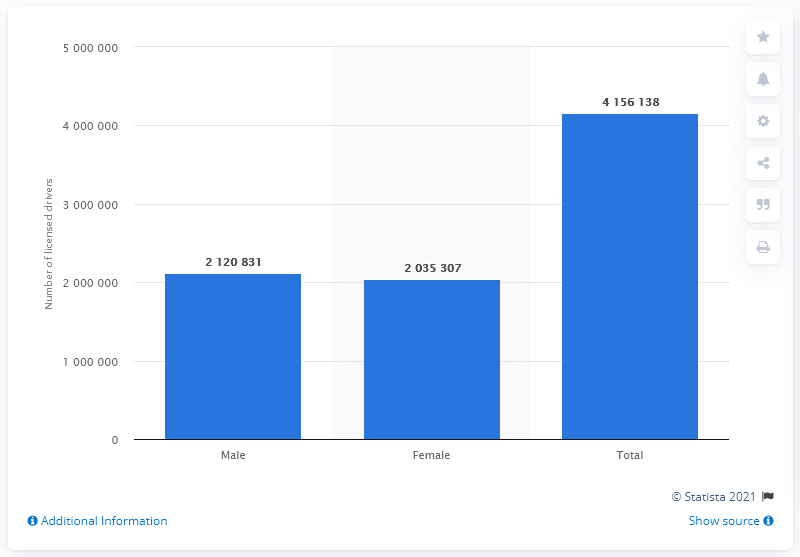 5 000 000
4 000 000
3 000 000
2 000 000
1 000 000
0
Number of licensed drivers
2 120 831
2 035 307
4 156 138
Male
Female
Total
© Statista 2021
Additional Information
Show source